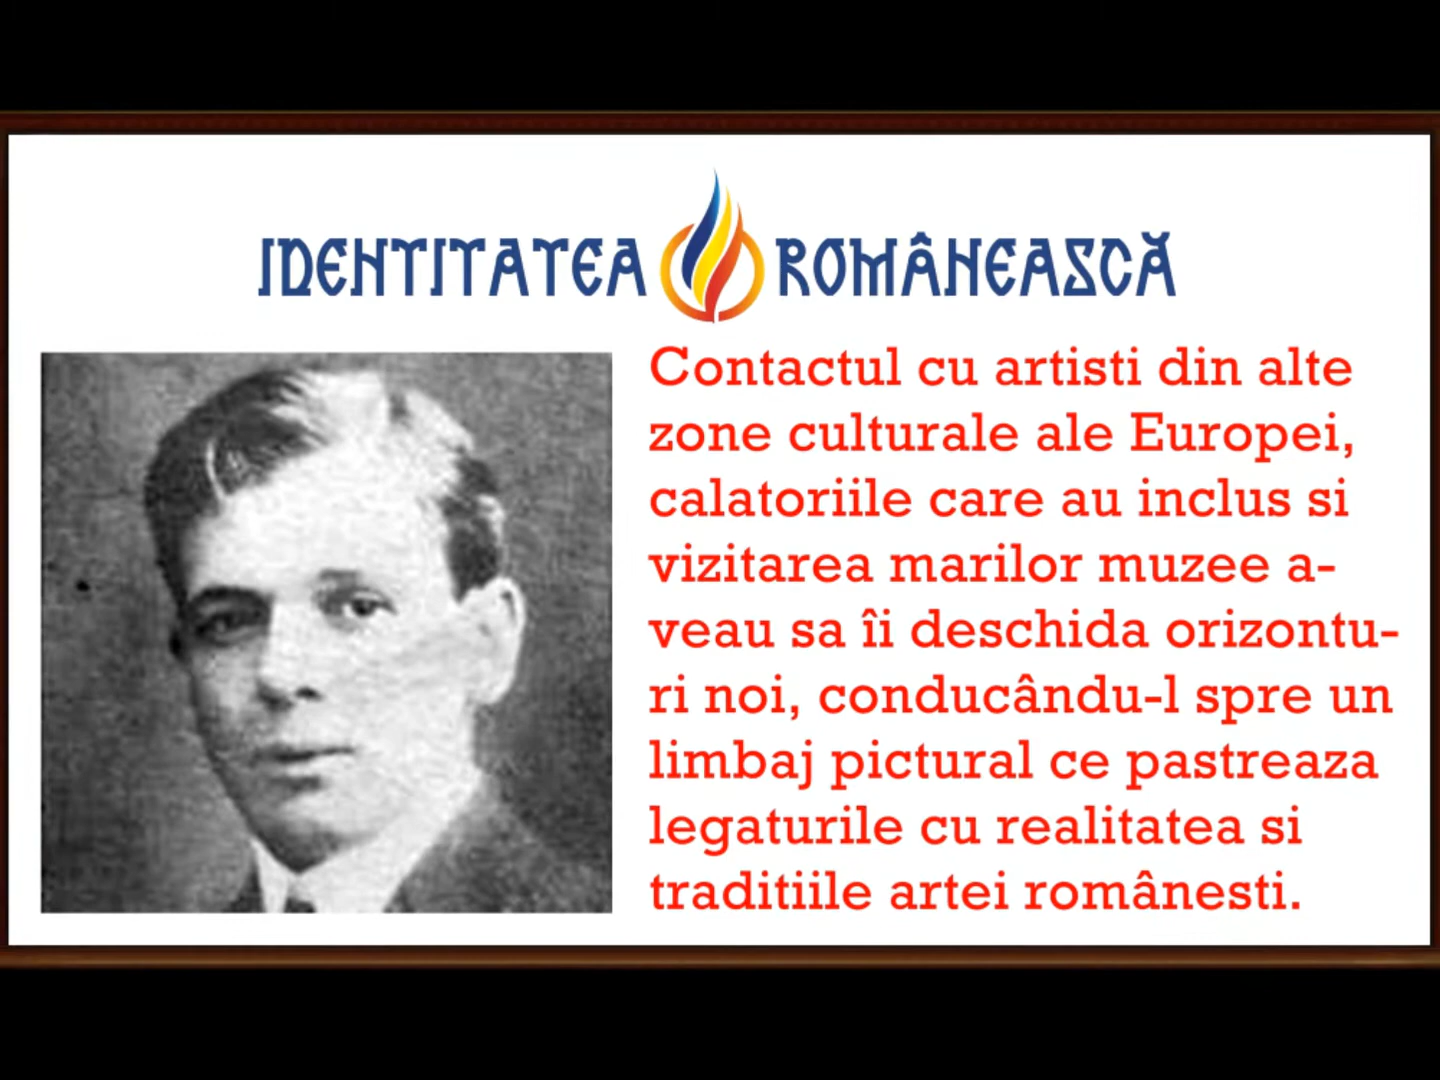 IDENTITATEA ROMÂNEASCĂ
Contactul cu artisti din alte
zone culturale ale Europei,
calatoriile care au inclus si
vizitarea marilor muzee a-
veau sa îi deschida orizontu-
ri noi, conducându-l spre un
limbaj pictural ce pastreaza
legaturile cu realitatea si
traditiile artei românesti.